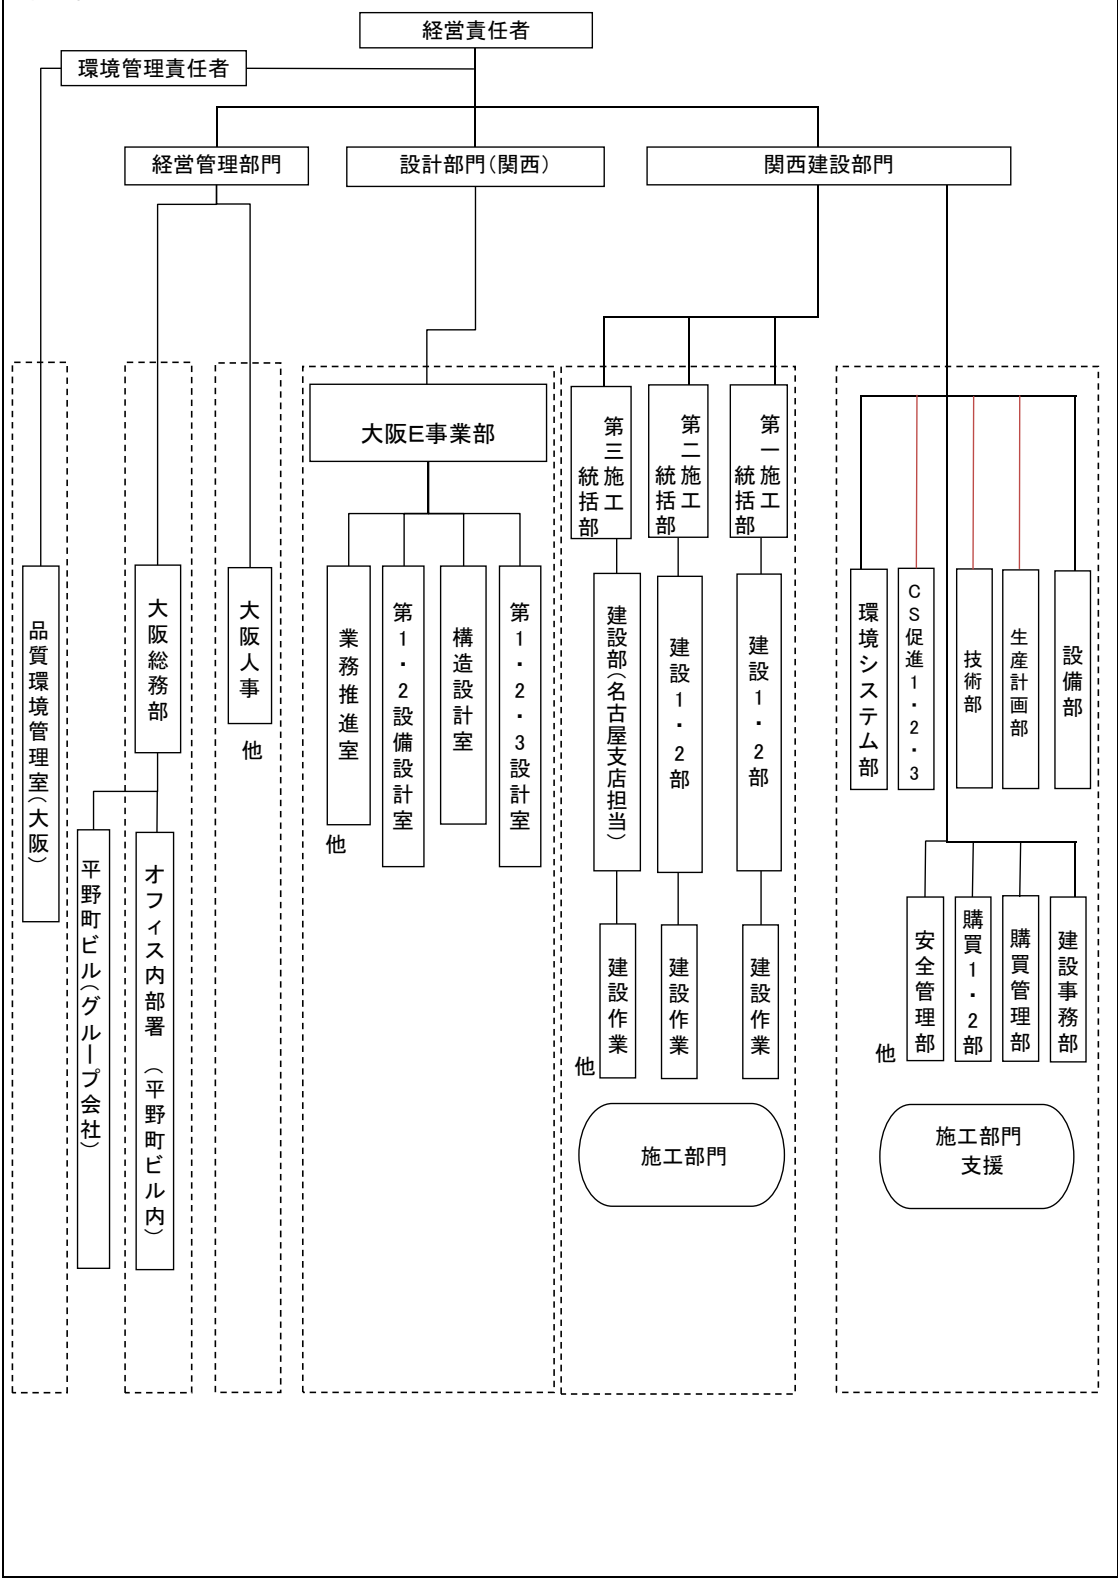 経営責任者
環境管理責任者
経営管理部門
設計部門(関西)
関西建設部門
品質環境管理室(大阪)
大阪総務部
平野町ビル(グループ会社)
オフィス内部署 (平野町ビル内)
大阪人事
他
大阪E事業部
業務推進室
他
第1・2設備設計室
構造設計室
第1・2・3設計室
第三施工
統括部
第二施工
統括部
第一施工
統括部
建設部(名古屋支店担当)
建設1・2部
建設1・2部
建設作業
他
建設作業
建設作業
施工部門
環境システム部
CS促進1・2・3
技術部
生産計画部
設備部
安全管理部
他
購買1・2部
購買管理部
建設事務部
施工部門
支援